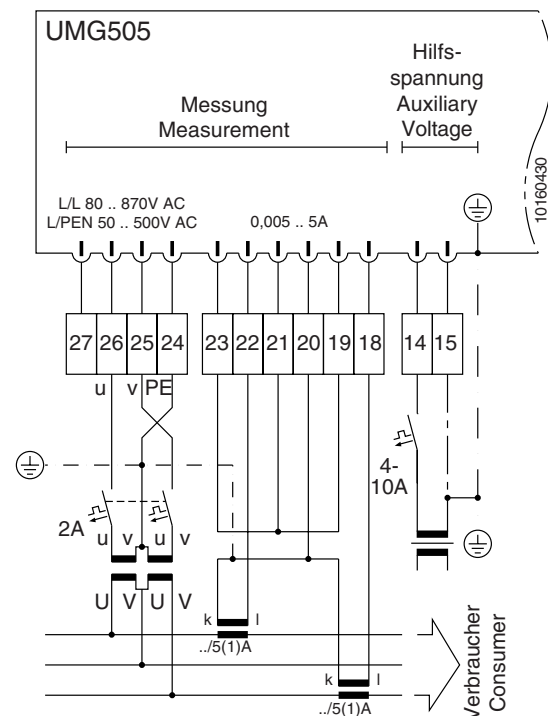 UMG505
Hilfs-
spannung
Auxiliary
Voltage
Messung
Measurement
10160430
L/L 80 .. 870V AC
L/PEN 50 .. 500V AC
0,005 .. 5A
27 26 25 24 23 22 21 20 19 18 14 15
u v PE
4-
10A
2A
u v u v
U V U V
k l
../5(1)A
k l
../5(1)A
Verbraucher
Consumer